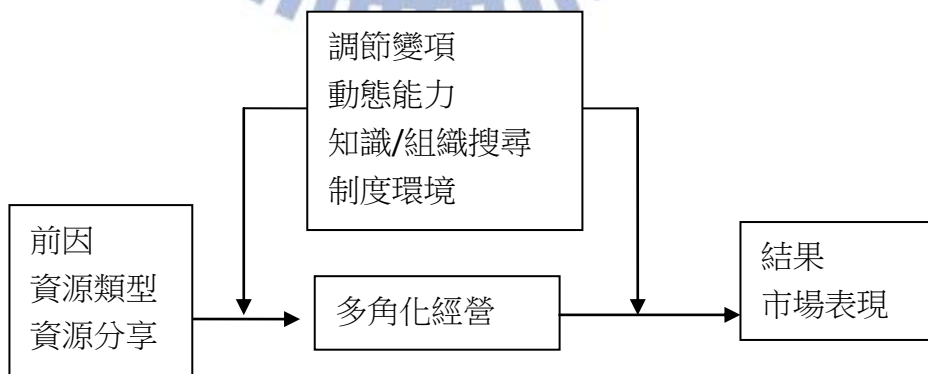 調節變項
動態能力
知識/組織搜尋
制度環境
前因
資源類型
資源分享
多角化經營
結果
市場表現